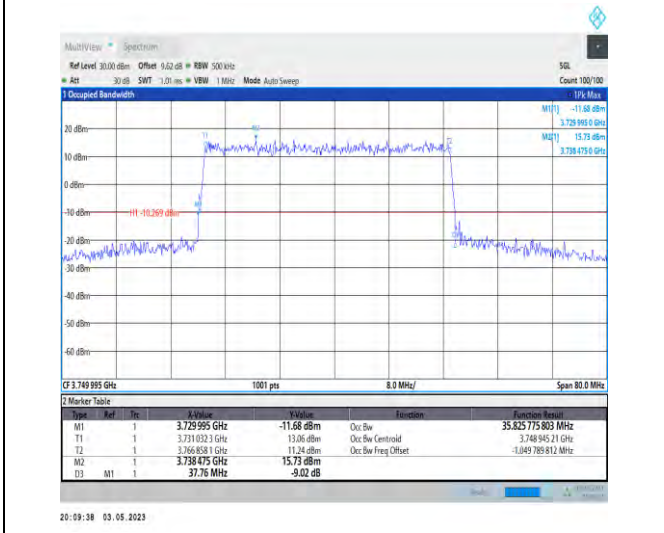 MultiView Spectrum
Ref Level 30.00 dBm Offset 9.62 dB RBW 500 kHz SGL
Att 30 dB SWT 1.01 ms VBW 1 MHz Mode Auto Sweep Count 100/100
1 Occupied Bandwidth 1Pk Max
M1[1] -11.68 dBm
3.729 995 0 GHz
M2[1] 15.73 dBm
3.738 475 0 GHz
20 dBm
T1 M2 T2
10 dBm
0 dBm
-10 dBm H1 -10.269 dBm
-20 dBm
-30 dBm
-40 dBm
-50 dBm
-60 dBm
CF 3.749 995 GHz 1001 pts 8.0 MHz/ Span 80.0 MHz
2 Marker Table
Type Ref Trc X-Value Y-Value Function Function Result
M1 1 3.729 995 GHz -11.68 dBm Occ Bw 35.825 775 803 MHz
T1 1 3.731 032 3 GHz 13.06 dBm Occ Bw Centroid 3.748 945 21 GHz
T2 1 3.766 858 1 GHz 11.24 dBm Occ Bw Freq Offset -1.049 789 812 MHz
M2 1 3.738 475 GHz 15.73 dBm
D3 M1 1 37.76 MHz -9.02 dB
20:09:38 03.05.2023